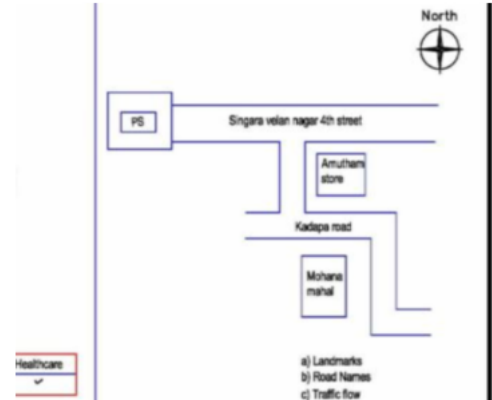 North
PS
Singara velan nagar 4th street
Amutham
store
Kadapa road
Mohana
mahal
Healthcare
a) Landmarks
b) Road Names
c) Traffic flow